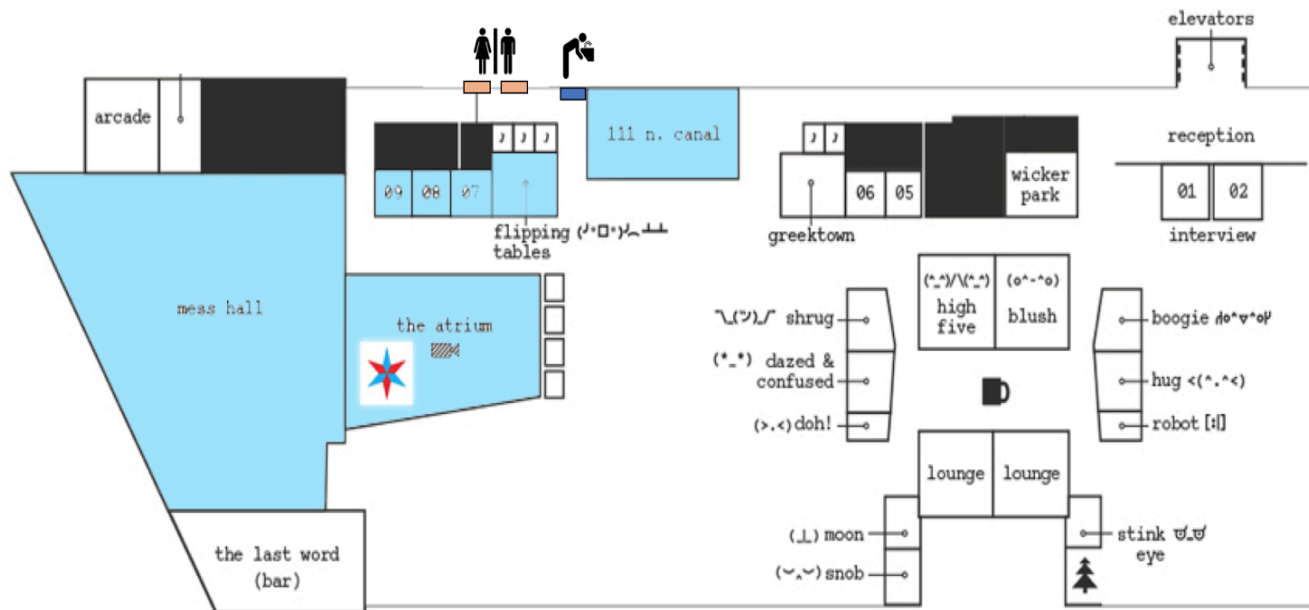 elevators
arcade
111 n. canal
reception
09
08
07
06
05
wicker
park
01
02
flipping (╯°□°)╯︵ ┻┻
tables
greektown
interview
mess hall
the atrium
¯\_(ツ)_/¯ shrug
(^_^)/\(^_^)
high
five
(o^-^o)
blush
boogie
(*_*) dazed &
confused
hug <(^.^<)
(>.<) doh!
robot [:|]
lounge
lounge
the last word
(bar)
(_|_) moon
stink ಠ_ಠ
eye
(︶︿︶) snob